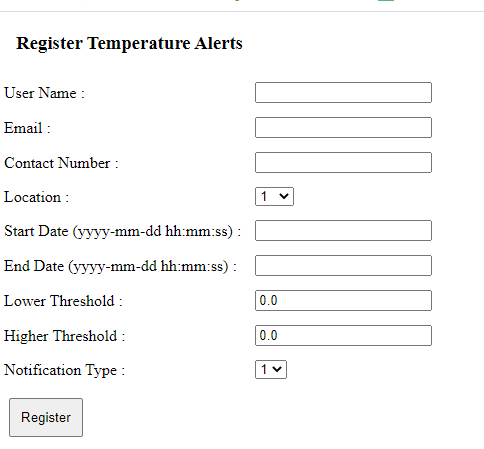 Register Temperature Alerts
User Name :
Email :
Contact Number :
Location : 1
Start Date (yyyy-mm-dd hh:mm:ss) :
End Date (yyyy-mm-dd hh:mm:ss) :
Lower Threshold : 0.0
Higher Threshold : 0.0
Notification Type : 1
Register